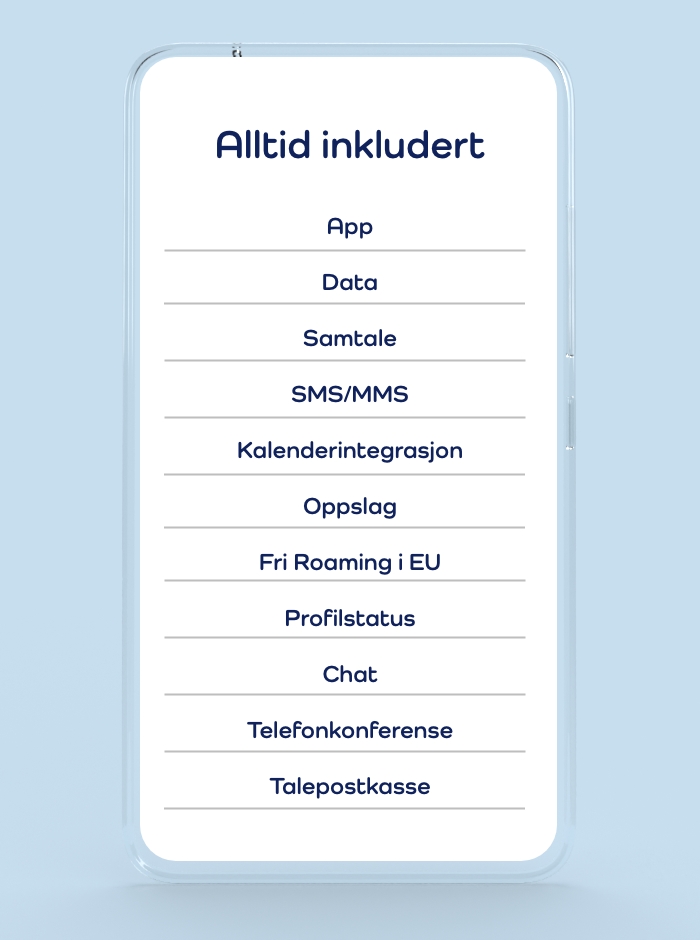 Alltid inkludert
App
Data
Samtale
SMS/MMS
Kalenderintegrasjon
Oppslag
Fri Roaming i EU
Profilstatus
Chat
Telefonkonferense
Talepostkasse